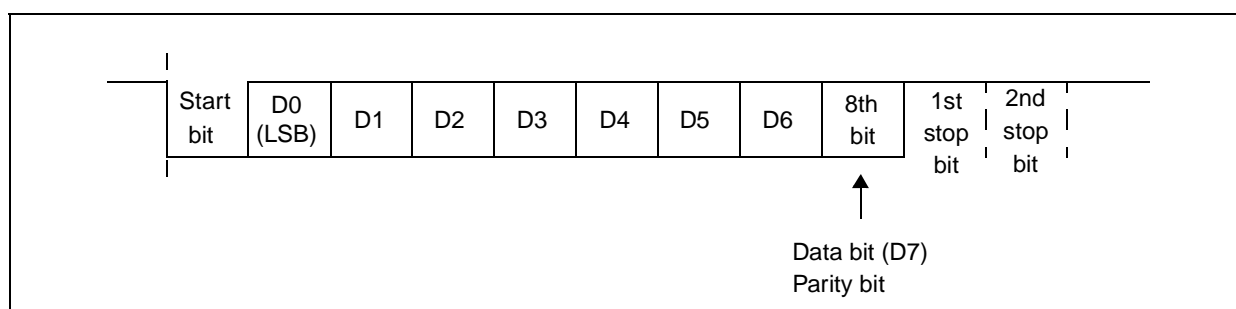 Start
bit
D0
(LSB)
D1
D2
D3
D4
D5
D6
8th
bit
1st
stop
bit
2nd
stop
bit
Data bit (D7)
Parity bit